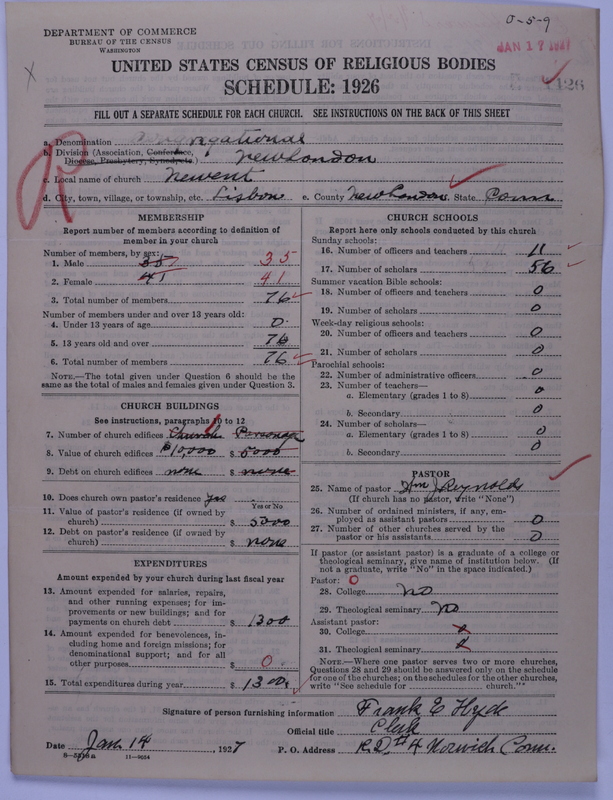 DEPARTMENT OF COMMERCE
BUREAU OF THE CENSUS
WASHINGTON
0-5-9
JAN 17 1927
UNITED STATES CENSUS OF RELIGIOUS BODIES
SCHEDULE: 1926
FILL OUT A SEPARATE SCHEDULE FOR EACH CHURCH. SEE INSTRUCTIONS ON THE BACK OF THIS SHEET
a. Denomination Congregational
b. Division (Association, Conference, Diocese, Presbytery, Synod, etc.) New London
c. Local name of church Newent
d. City, town, village, or township, etc. Lisbon e. County New London State Conn
MEMBERSHIP
Report number of members according to definition of member in your church
Number of members, by sex:
1. Male 35 35
2. Female 41 41
3. Total number of members 76
Number of members under and over 13 years old:
4. Under 13 years of age 0
5. 13 years old and over 76
6. Total number of members 76
NOTE.—The total given under Question 6 should be the same as the total of males and females given under Question 3.
CHURCH BUILDINGS
See instructions, paragraphs 10 to 12
7. Number of church edifices Church 1 Parsonage
8. Value of church edifices $10,000 $ 5000
9. Debt on church edifices none $ none
10. Does church own pastor's residence yes
Yes or No
11. Value of pastor's residence (if owned by church) $ 5000
12. Debt on pastor's residence (if owned by church) $ none
EXPENDITURES
Amount expended by your church during last fiscal year
13. Amount expended for salaries, repairs, and other running expenses; for improvements or new buildings; and for payments on church debt $ 1300
14. Amount expended for benevolences, including home and foreign missions; for denominational support; and for all other purposes $ 0
15. Total expenditures during year $ 1300
CHURCH SCHOOLS
Report here only schools conducted by this church
Sunday schools:
16. Number of officers and teachers 11
17. Number of scholars 56
Summer vacation Bible schools:
18. Number of officers and teachers 0
19. Number of scholars 0
Week-day religious schools:
20. Number of officers and teachers 0
21. Number of scholars 0
Parochial schools:
22. Number of administrative officers 0
23. Number of teachers—
a. Elementary (grades 1 to 8) 0
b. Secondary 0
24. Number of scholars—
a. Elementary (grades 1 to 8) 0
b. Secondary 0
PASTOR
25. Name of pastor Wm J Reynolds
(If church has no pastor, write "None")
26. Number of ordained ministers, if any, employed as assistant pastors 0
27. Number of other churches served by the pastor or his assistants 0
If pastor (or assistant pastor) is a graduate of a college or theological seminary, give name of institution below. (If not a graduate, write "No" in the space indicated.)
Pastor: 0
28. College no
29. Theological seminary no
Assistant pastor:
30. College
31. Theological seminary
NOTE.—Where one pastor serves two or more churches, Questions 28 and 29 should be answered only on the schedule for one of the churches; on the schedules for the other churches, write "See schedule for ________ church."
Signature of person furnishing information Frank E Hyde
Official title Clerk
Date Jan 14, 1927 P. O. Address R.D. #4 Norwich Conn.
11—9024